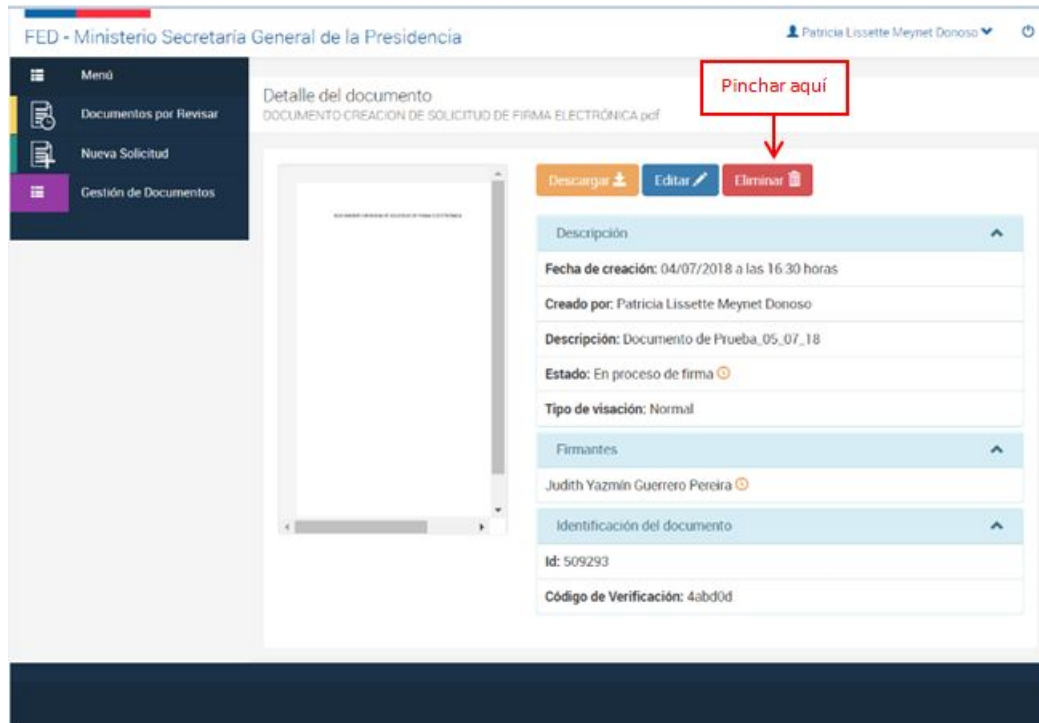 FED - Ministerio Secretaría General de la Presidencia
Patricia Lissette Meynet Donoso
Menú
Documentos por Revisar
Nueva Solicitud
Gestión de Documentos
Detalle del documento
DOCUMENTO CREACION DE SOLICITUD DE FIRMA ELECTRÓNICA.pdf
Pinchar aquí
Descargar
Editar
Eliminar
Descripción
Fecha de creación: 04/07/2018 a las 16:30 horas
Creado por: Patricia Lissette Meynet Donoso
Descripción: Documento de Prueba_05_07_18
Estado: En proceso de firma
Tipo de visación: Normal
Firmantes
Judith Yazmín Guerrero Pereira
Identificación del documento
Id: 509293
Código de Verificación: 4abd0d